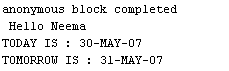 anonymous block completed
Hello Neema
TODAY IS : 30-MAY-07
TOMORROW IS : 31-MAY-07